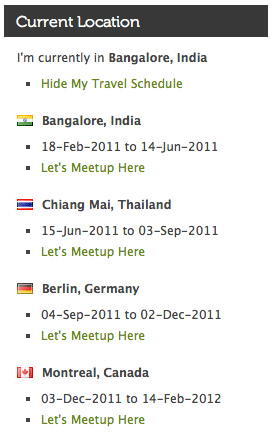 Current Location
I'm currently in Bangalore, India
Hide My Travel Schedule
Bangalore, India
18-Feb-2011 to 14-Jun-2011
Let's Meetup Here
Chiang Mai, Thailand
15-Jun-2011 to 03-Sep-2011
Let's Meetup Here
Berlin, Germany
04-Sep-2011 to 02-Dec-2011
Let's Meetup Here
Montreal, Canada
03-Dec-2011 to 14-Feb-2012
Let's Meetup Here